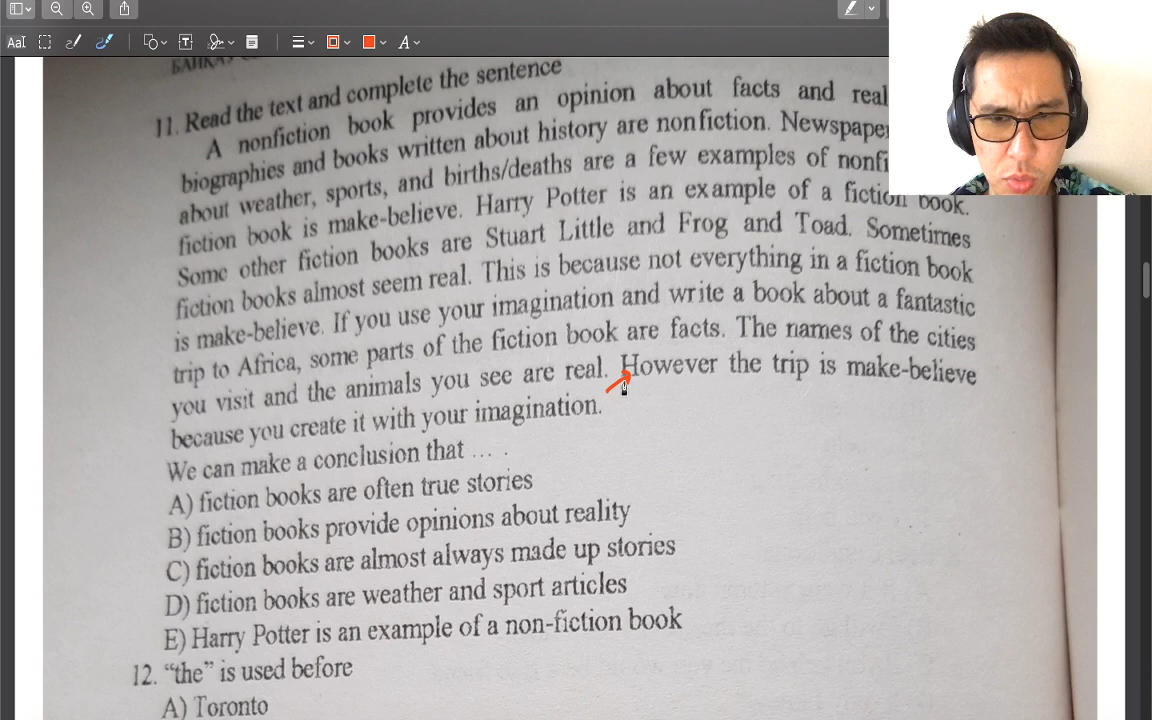 11. Read the text and complete the sentence
A nonfiction book provides an opinion about facts and
biographies and books written about history are nonfiction.
about weather, sports, and births/deaths are a few examples of
fiction book is make-believe. Harry Potter is an example of a fiction book.
Some other fiction books are Stuart Little and Frog and Toad. Sometimes
fiction books almost seem real. This is because not everything in a fiction book
is make-believe. If you use your imagination and write a book about a fantastic
trip to Africa, some parts of the fiction book are facts. The names of the cities
you visit and the animals you see are real. However the trip is make-believe
because you create it with your imagination.
We can make a conclusion that ... .
A) fiction books are often true stories
B) fiction books provide opinions about reality
C) fiction books are almost always made up stories
D) fiction books are weather and sport articles
E) Harry Potter is an example of a non-fiction book
12. “the” is used before
A) Toronto